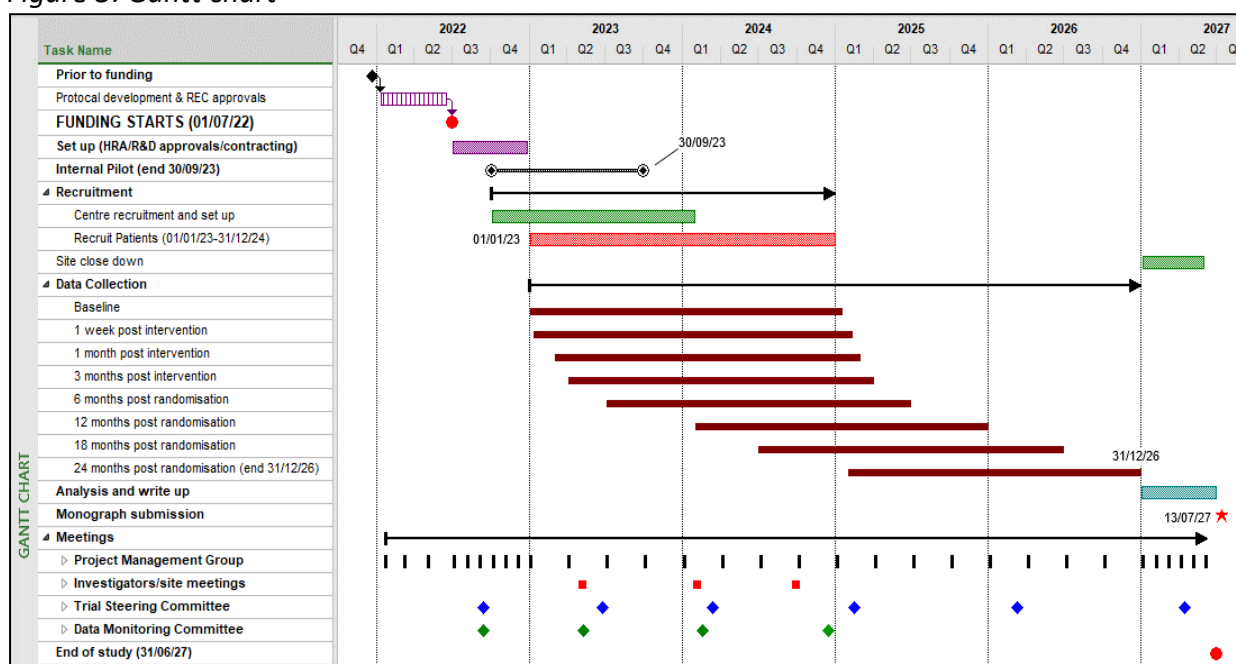 Figure 3: Gantt chart
2022 2023 2024 2025 2026 2027
Task Name Q4 Q1 Q2 Q3 Q4 Q1 Q2 Q3 Q4 Q1 Q2 Q3 Q4 Q1 Q2 Q3 Q4 Q1 Q2 Q3 Q4 Q1 Q2
Prior to funding
Protocal development & REC approvals
FUNDING STARTS (01/07/22)
Set up (HRA/R&D approvals/contracting) 30/09/23
Internal Pilot (end 30/09/23)
Recruitment
Centre recruitment and set up
Recruit Patients (01/01/23-31/12/24) 01/01/23
Site close down
Data Collection
Baseline
1 week post intervention
1 month post intervention
3 months post intervention
6 months post randomisation
12 months post randomisation
18 months post randomisation
24 months post randomisation (end 31/12/26) 31/12/26
Analysis and write up
Monograph submission 13/07/27
Meetings
Project Management Group
Investigators/site meetings
Trial Steering Committee
Data Monitoring Committee
End of study (31/06/27)
GANTT CHART